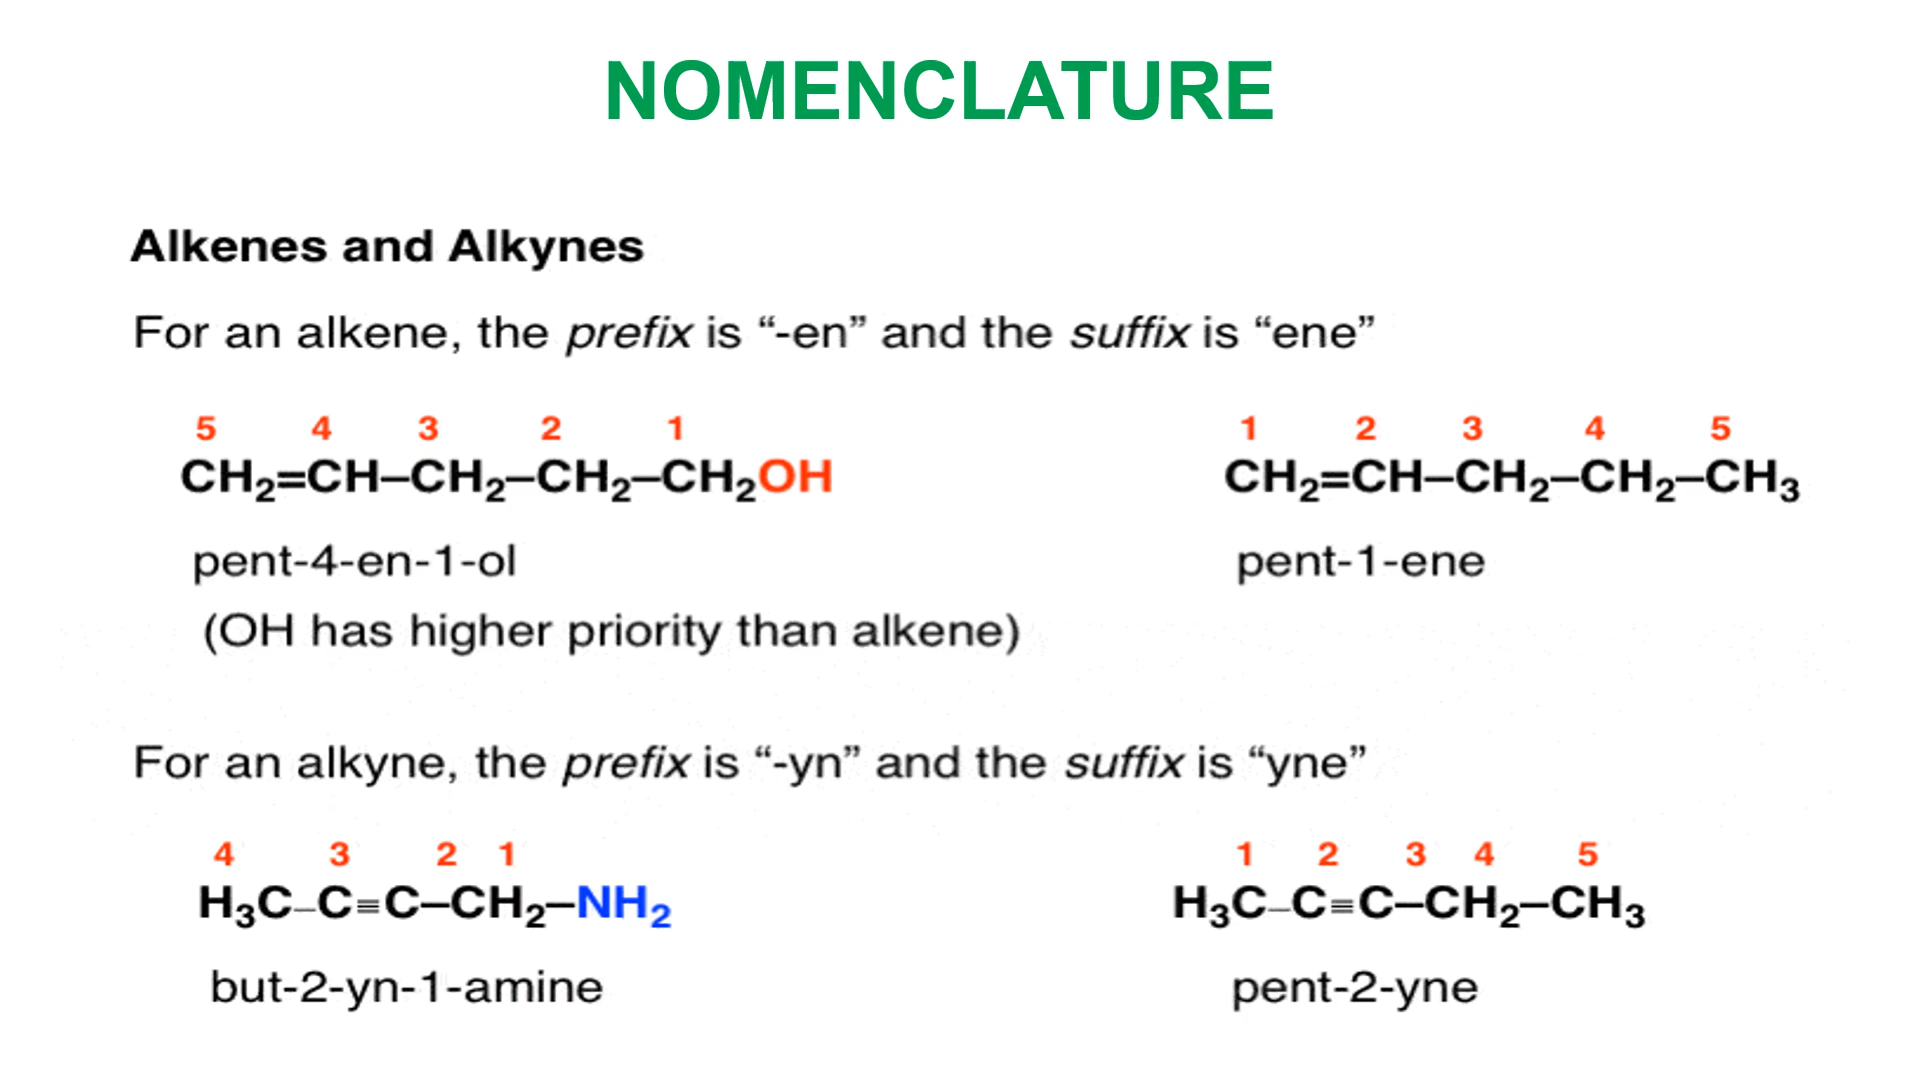 NOMENCLATURE
Alkenes and Alkynes
For an alkene, the prefix is “-en” and the suffix is “ene”
5 4 3 2 1
CH₂=CH–CH₂–CH₂–CH₂OH
pent-4-en-1-ol
(OH has higher priority than alkene)
1 2 3 4 5
CH₂=CH–CH₂–CH₂–CH₃
pent-1-ene
For an alkyne, the prefix is “-yn” and the suffix is “yne”
4 3 2 1
H₃C–C≡C–CH₂–NH₂
but-2-yn-1-amine
1 2 3 4 5
H₃C–C≡C–CH₂–CH₃
pent-2-yne